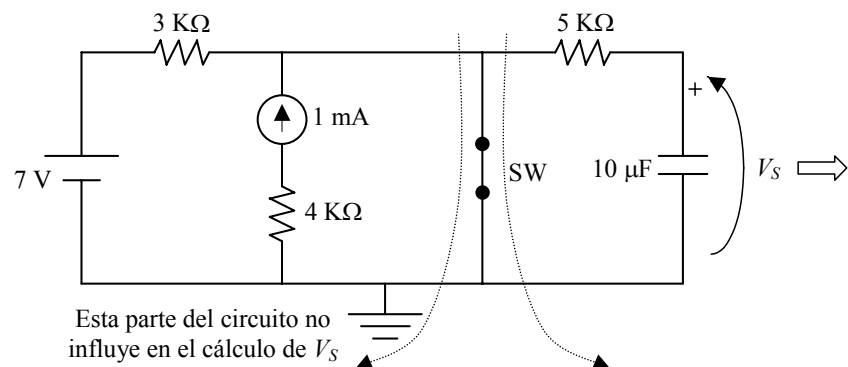 3 KΩ
5 KΩ
+
1 mA
7 V
SW
10 μF
V_S
4 KΩ
Esta parte del circuito no
influye en el cálculo de V_S